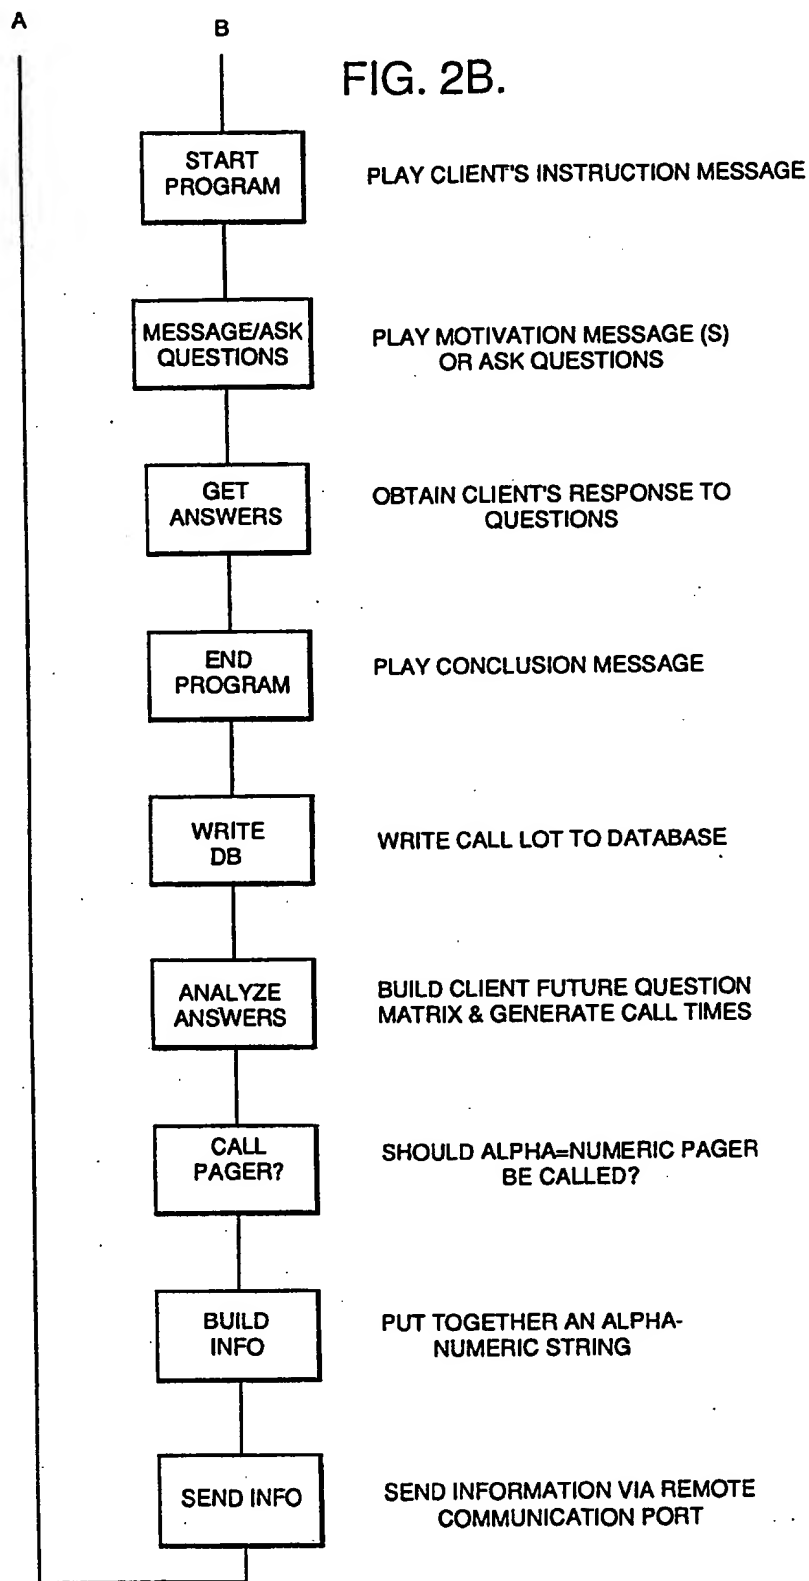 A
B
FIG. 2B.
START
PROGRAM
PLAY CLIENT'S INSTRUCTION MESSAGE
MESSAGE/ASK
QUESTIONS
PLAY MOTIVATION MESSAGE (S)
OR ASK QUESTIONS
GET
ANSWERS
OBTAIN CLIENT'S RESPONSE TO
QUESTIONS
END
PROGRAM
PLAY CONCLUSION MESSAGE
WRITE
DB
WRITE CALL LOT TO DATABASE
ANALYZE
ANSWERS
BUILD CLIENT FUTURE QUESTION
MATRIX & GENERATE CALL TIMES
CALL
PAGER?
SHOULD ALPHA=NUMERIC PAGER
BE CALLED?
BUILD
INFO
PUT TOGETHER AN ALPHA-
NUMERIC STRING
SEND INFO
SEND INFORMATION VIA REMOTE
COMMUNICATION PORT